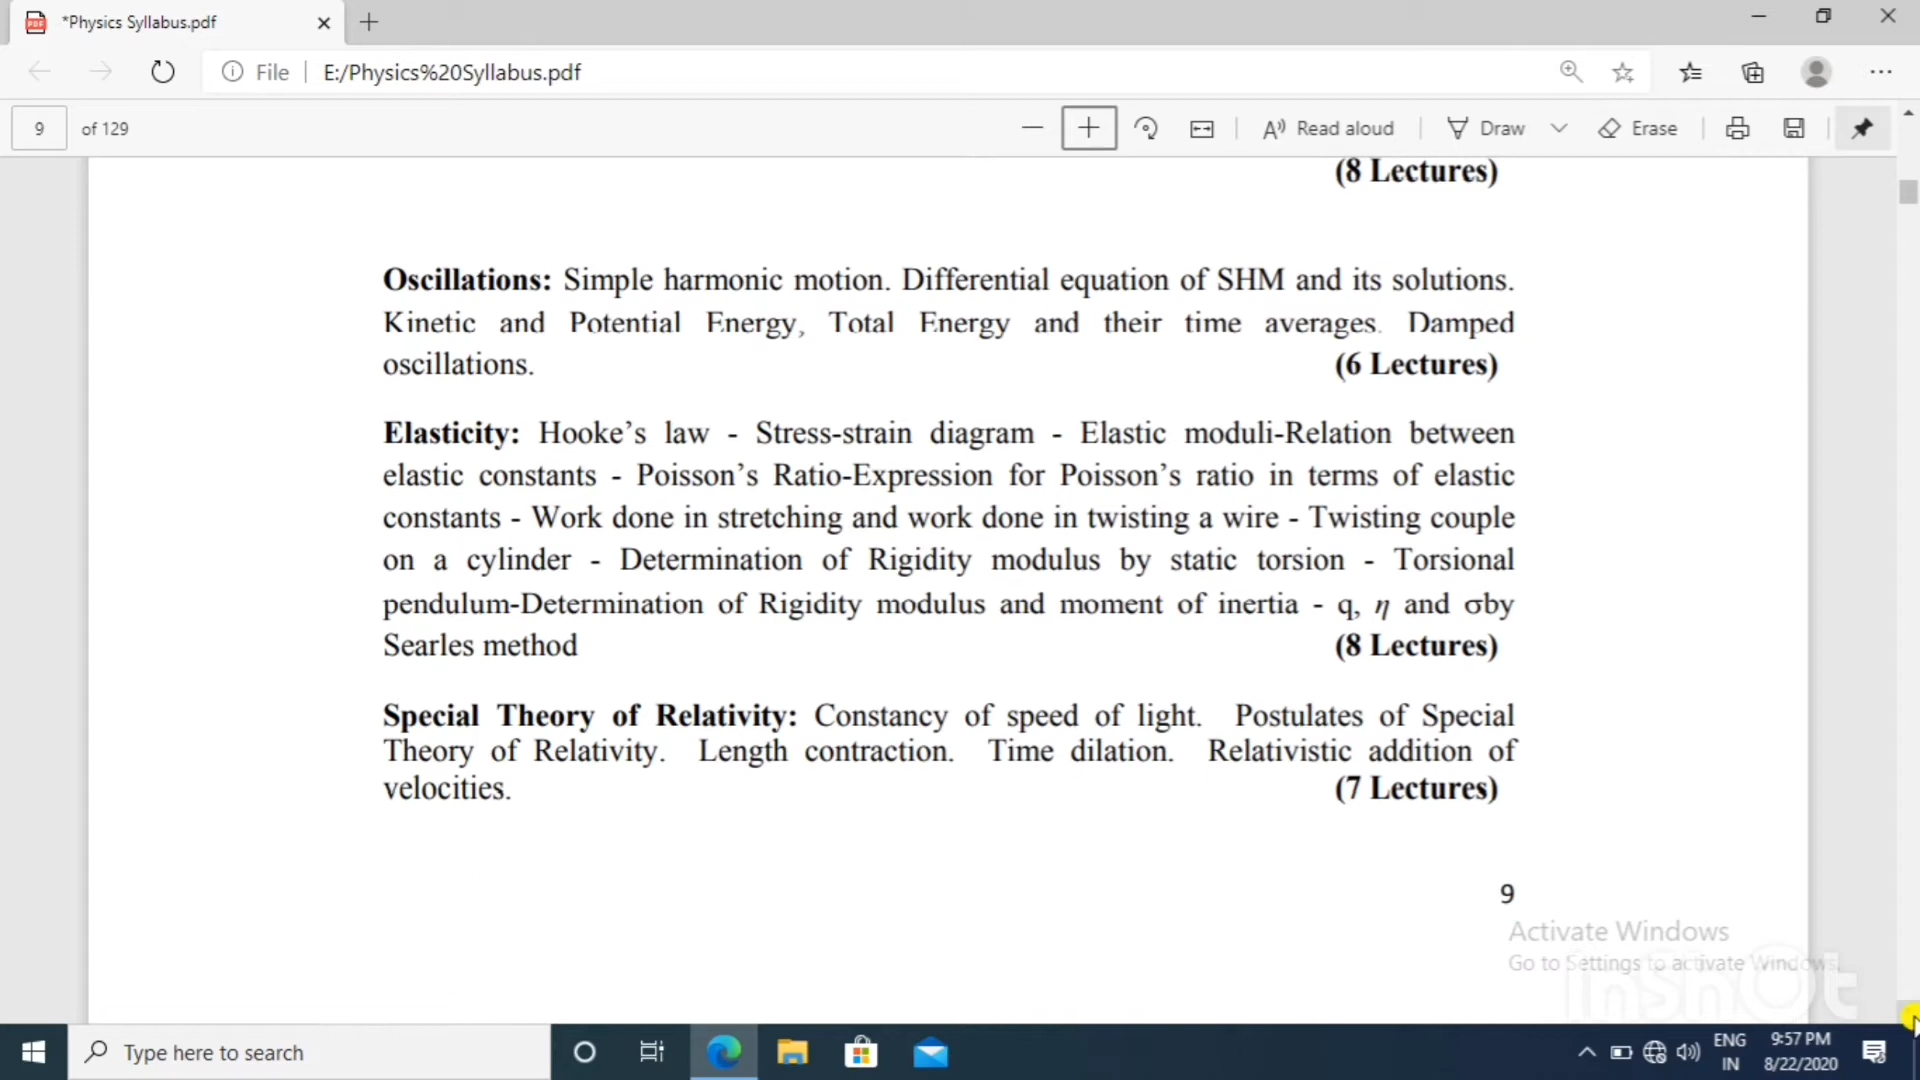 *Physics Syllabus.pdf
File E:/Physics%20Syllabus.pdf
9 of 129 Read aloud Draw Erase
(8 Lectures)
Oscillations: Simple harmonic motion. Differential equation of SHM and its solutions.
Kinetic and Potential Energy, Total Energy and their time averages. Damped
oscillations. (6 Lectures)
Elasticity: Hooke’s law - Stress-strain diagram - Elastic moduli-Relation between
elastic constants - Poisson’s Ratio-Expression for Poisson’s ratio in terms of elastic
constants - Work done in stretching and work done in twisting a wire - Twisting couple
on a cylinder - Determination of Rigidity modulus by static torsion - Torsional
pendulum-Determination of Rigidity modulus and moment of inertia - q, η and σby
Searles method (8 Lectures)
Special Theory of Relativity: Constancy of speed of light. Postulates of Special
Theory of Relativity. Length contraction. Time dilation. Relativistic addition of
velocities. (7 Lectures)
9
Activate Windows
Go to Settings to activate Windows.
InShOt
Type here to search
ENG 9:57 PM
IN 8/22/2020